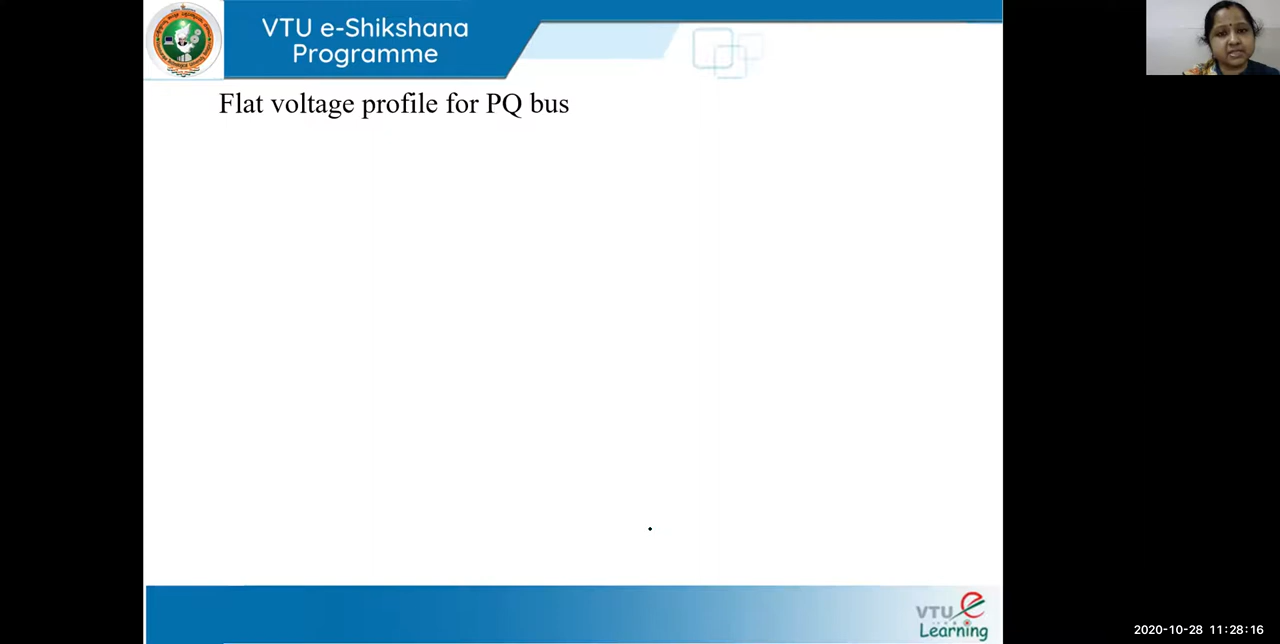 VTU e-Shikshana
Programme
Flat voltage profile for PQ bus
VTU e
Learning
2020-10-28 11:28:16